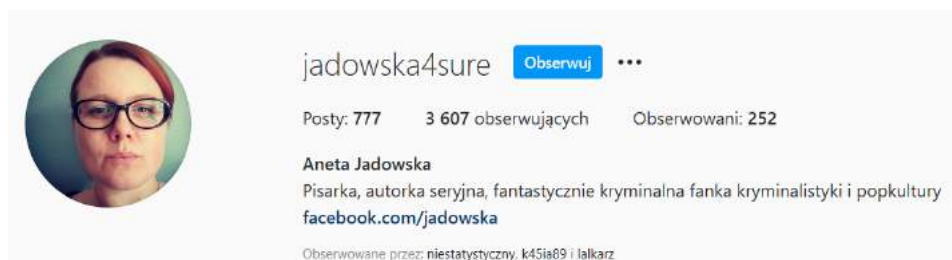 jadowska4sure Obserwuj •••
Posty: 777 3 607 obserwujących Obserwowani: 252
Aneta Jadowska
Pisarka, autorka seryjna, fantastycznie kryminalna fanka kryminalistyki i popkultury
facebook.com/jadowska
Obserwowane przez: niestatystyczny, k45ia89 i lalkarz